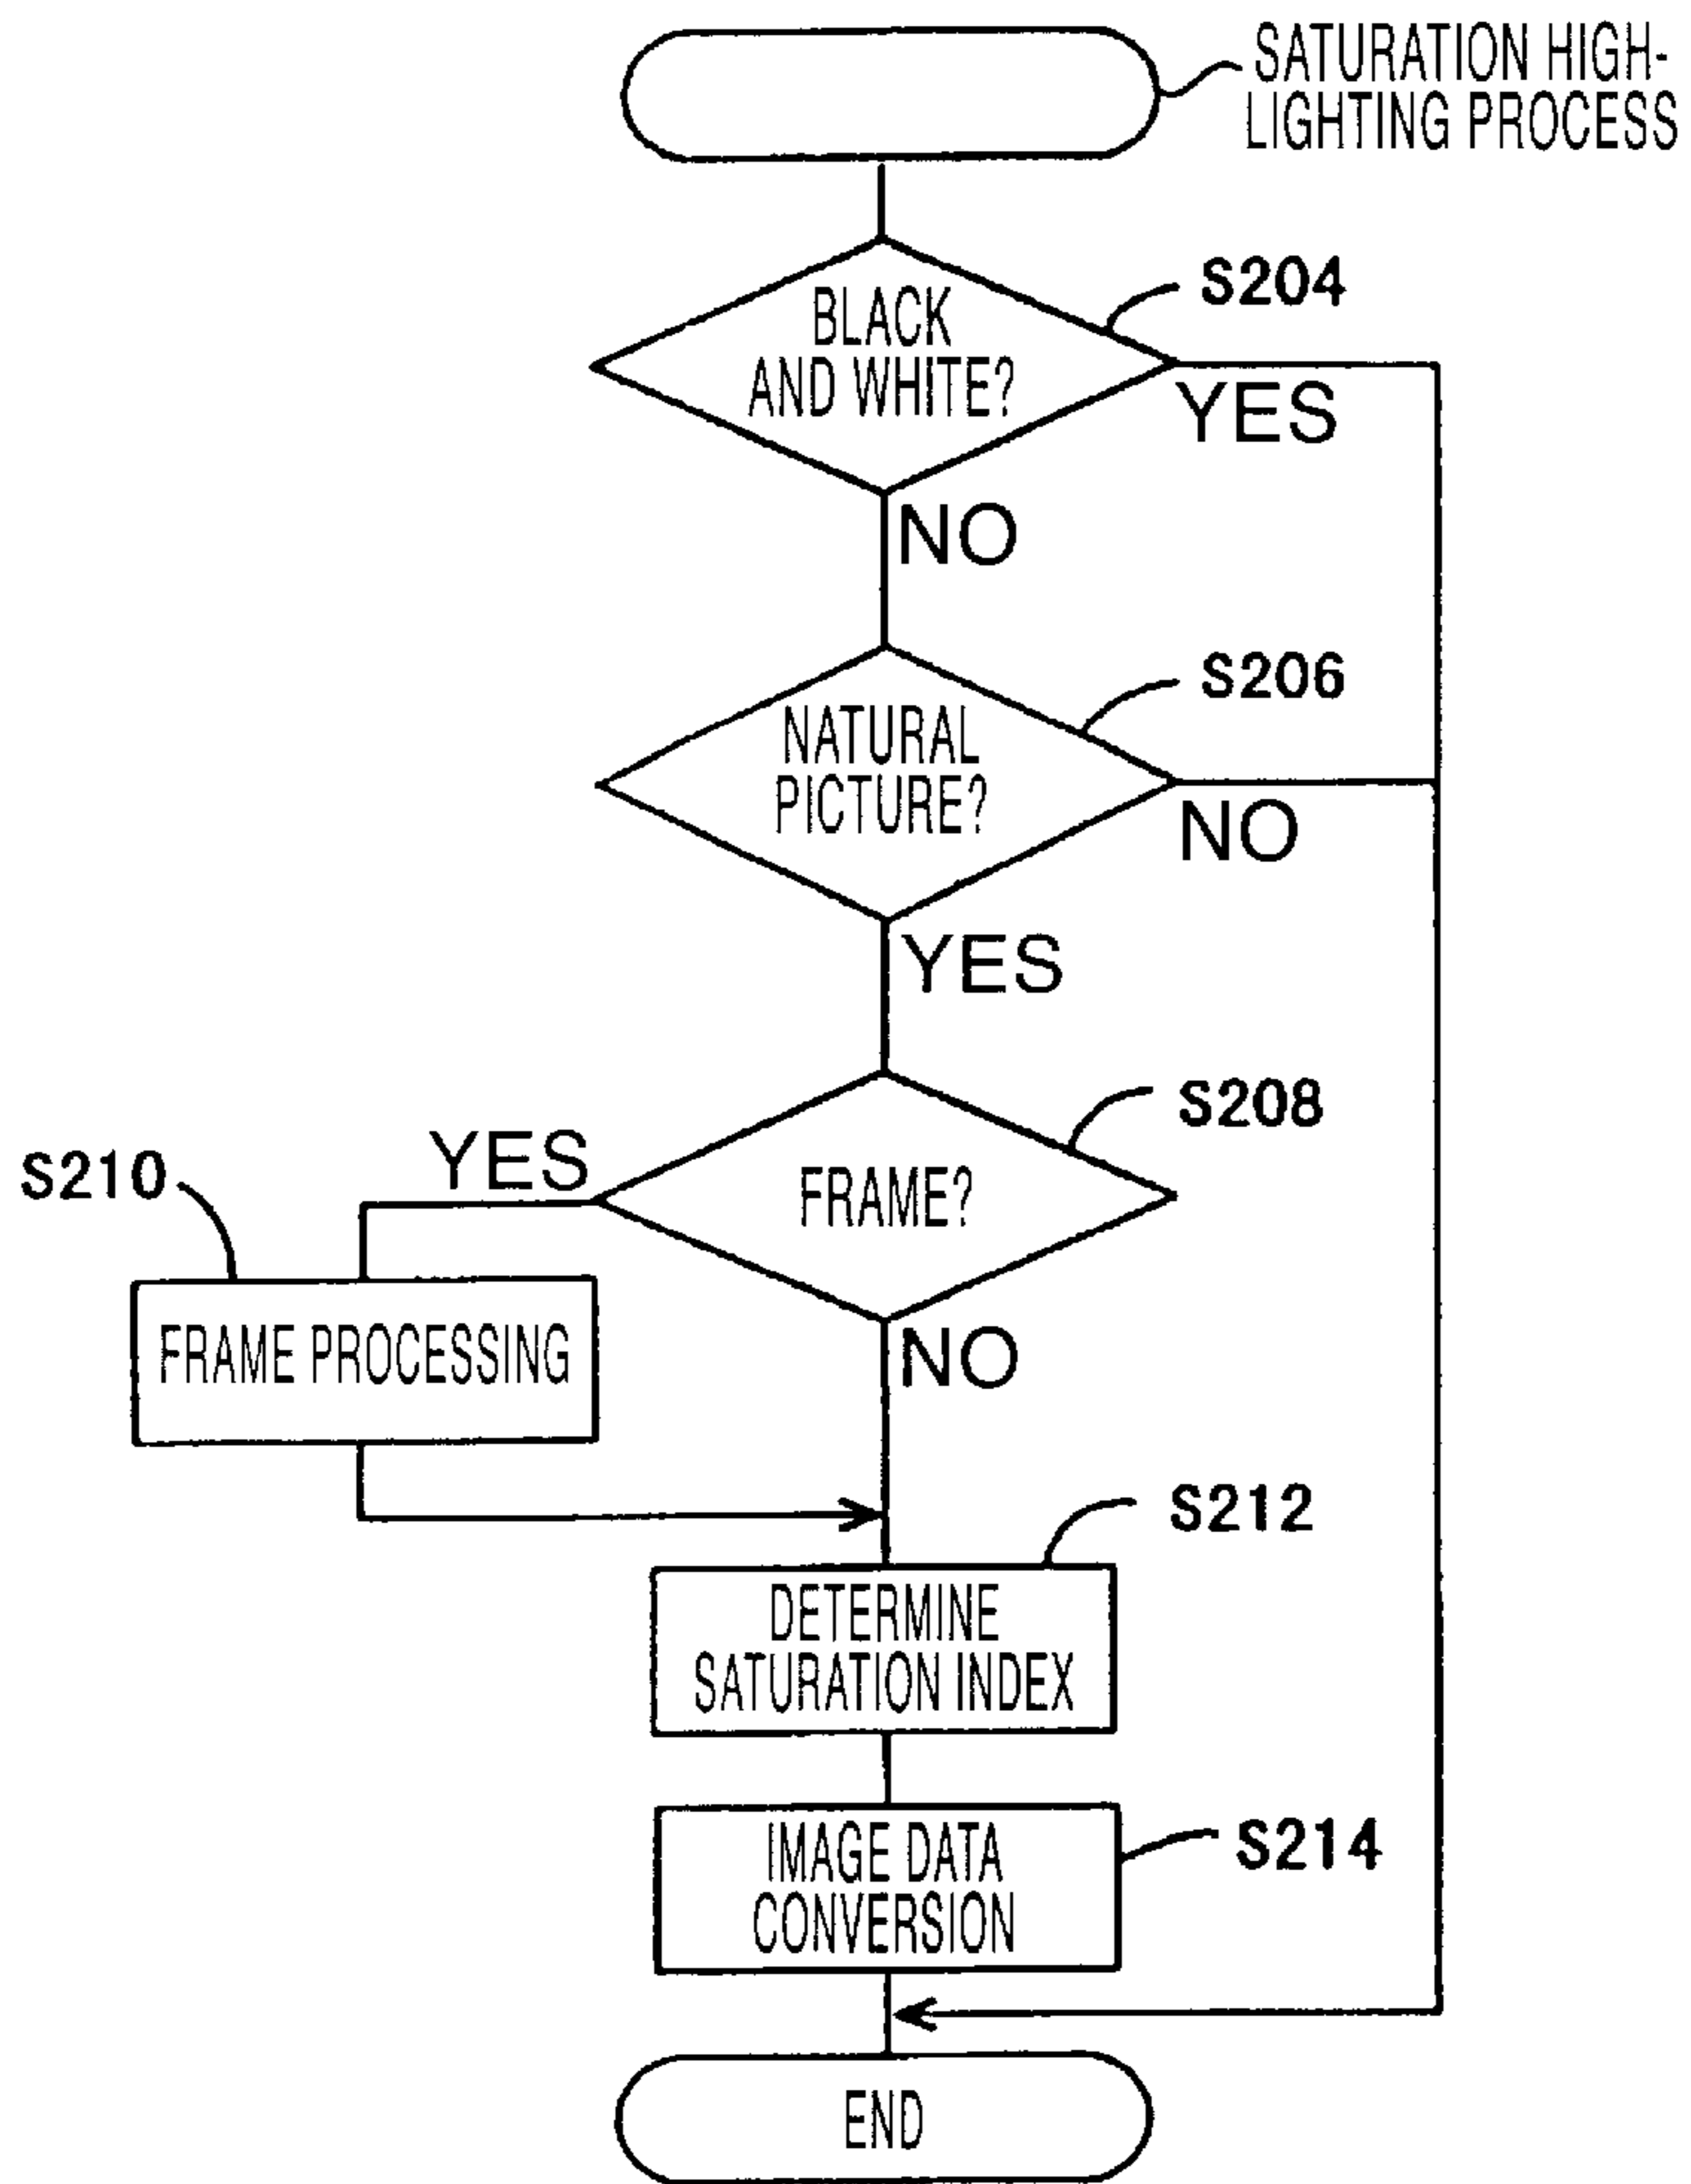 SATURATION HIGH-
LIGHTING PROCESS
S204
BLACK
AND WHITE?
YES
NO
S206
NATURAL
PICTURE?
NO
YES
S208
YES
S210
FRAME?
FRAME PROCESSING
NO
S212
DETERMINE
SATURATION INDEX
IMAGE DATA
CONVERSION
S214
END